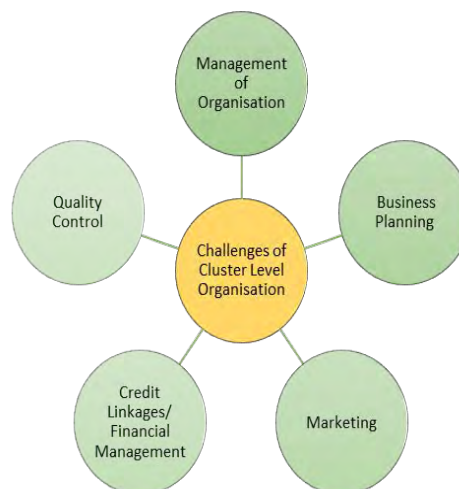 Management
of
Organisation
Quality
Control
Business
Planning
Challenges of
Cluster Level
Organisation
Credit
Linkages/
Financial
Management
Marketing